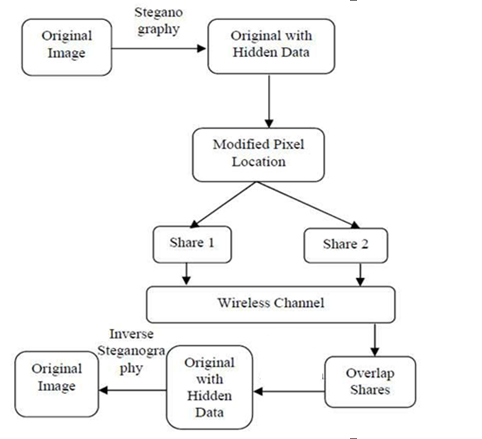 Stegano
graphy
Original
Image
Original with
Hidden Data
Modified Pixel
Location
Share 1
Share 2
Wireless Channel
Inverse
Steganogra
phy
Original
Image
Original
with
Hidden
Data
Overlap
Shares